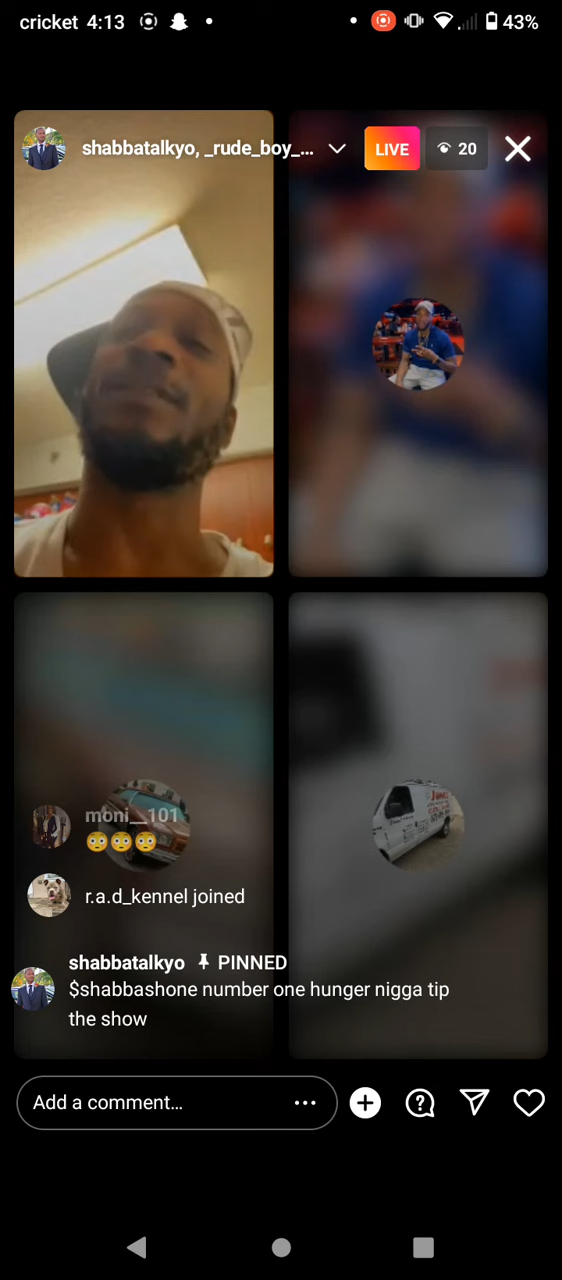 cricket 4:13
43%
shabbatalkyo, _rude_boy_...
LIVE
20
moni__101
😳😳😳
r.a.d_kennel joined
shabbatalkyo PINNED
$shabbashone number one hunger nigga tip
the show
Add a comment...